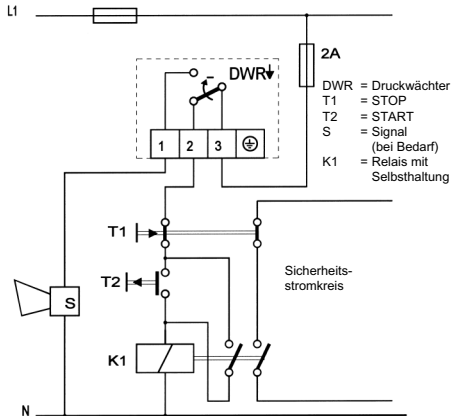 L1
2A
DWR
DWR = Druckwächter
T1 = STOP
T2 = START
S = Signal
(bei Bedarf)
K1 = Relais mit
Selbsthaltung
1 2 3
T1
Sicherheits-
stromkreis
T2
S
K1
N